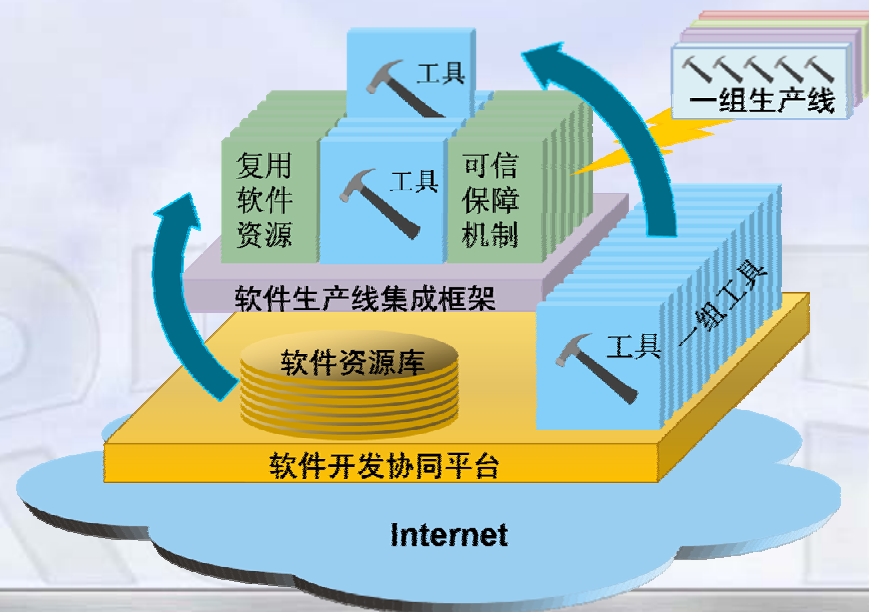 工具
一组生产线
复用
软件
资源
工具
可信
保障
机制
软件生产线集成框架
工具
一组工具
软件资源库
软件开发协同平台
Internet